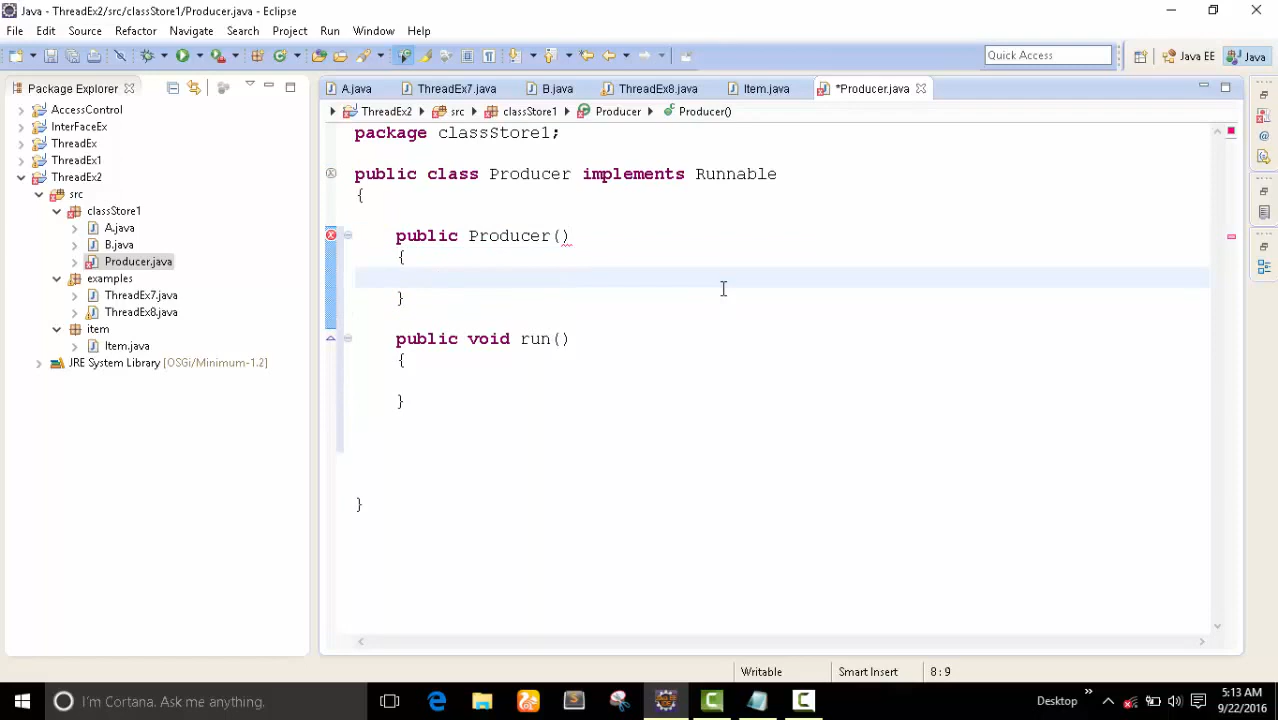 Java - ThreadEx2/src/classStore1/Producer.java - Eclipse
File Edit Source Refactor Navigate Search Project Run Window Help
Quick Access
Java EE
Java
Package Explorer
A.java
ThreadEx7.java
B.java
ThreadEx8.java
Item.java
*Producer.java
AccessControl
InterFaceEx
ThreadEx
ThreadEx1
ThreadEx2
src
classStore1
A.java
B.java
Producer.java
examples
ThreadEx7.java
ThreadEx8.java
item
Item.java
JRE System Library [OSGi/Minimum-1.2]
ThreadEx2 src classStore1 Producer Producer()
package classStore1;
public class Producer implements Runnable
{
public Producer()
{
}
public void run()
{
}
}
Writable
Smart Insert
8 : 9
I'm Cortana. Ask me anything.
Desktop
5:13 AM
9/22/2016